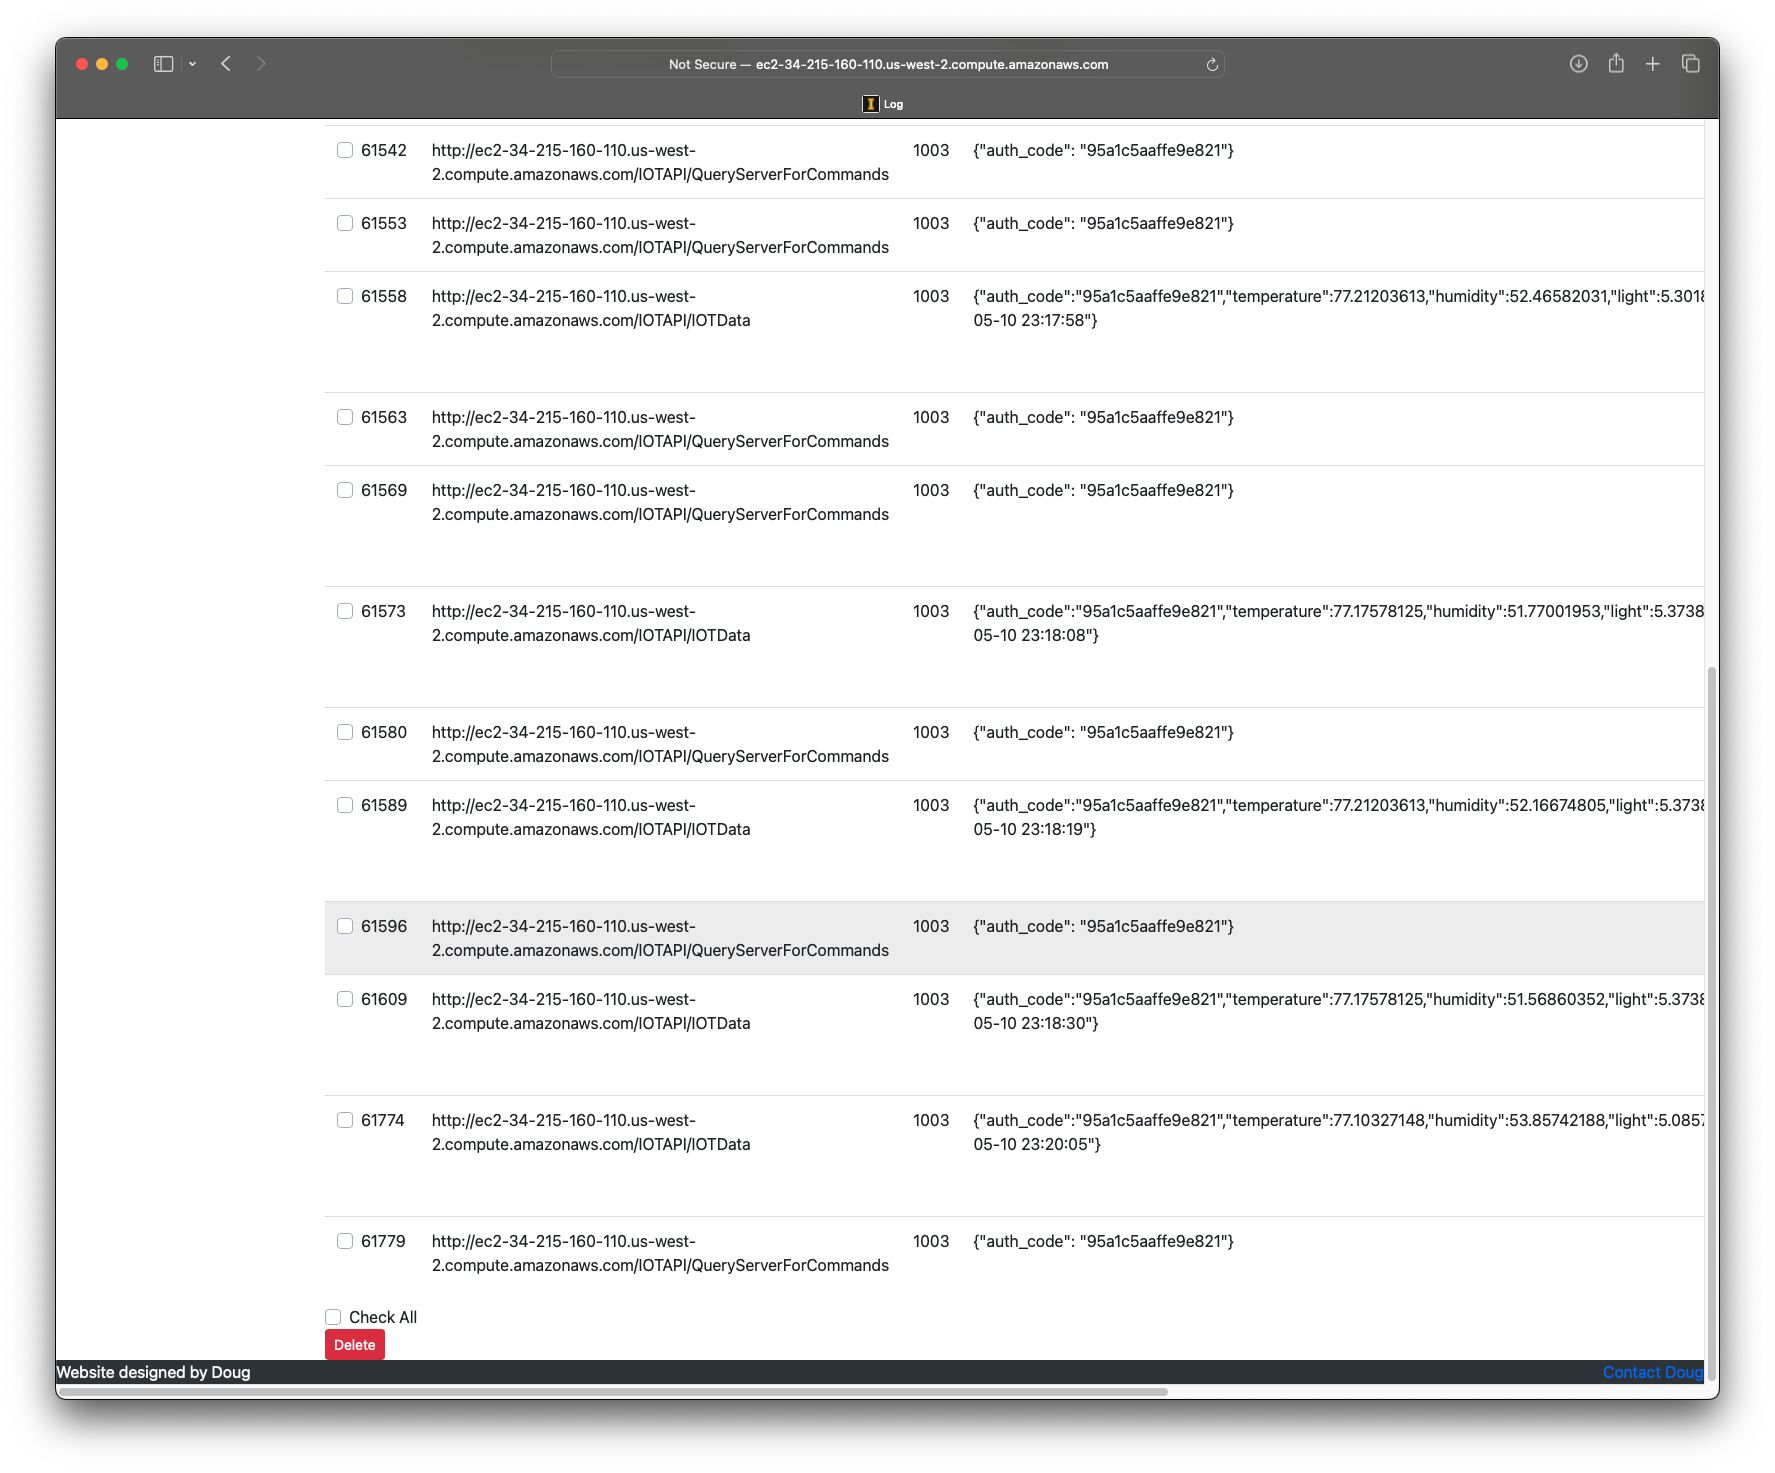 Not Secure — ec2-34-215-160-110.us-west-2.compute.amazonaws.com
Log
61542 http://ec2-34-215-160-110.us-west- 1003 {"auth_code": "95a1c5aaffe9e821"}
2.compute.amazonaws.com/IOTAPI/QueryServerForCommands
61553 http://ec2-34-215-160-110.us-west- 1003 {"auth_code": "95a1c5aaffe9e821"}
2.compute.amazonaws.com/IOTAPI/QueryServerForCommands
61558 http://ec2-34-215-160-110.us-west- 1003 {"auth_code":"95a1c5aaffe9e821","temperature":77.21203613,"humidity":52.46582031,"light":5.3018
2.compute.amazonaws.com/IOTAPI/IOTData 05-10 23:17:58"}
61563 http://ec2-34-215-160-110.us-west- 1003 {"auth_code": "95a1c5aaffe9e821"}
2.compute.amazonaws.com/IOTAPI/QueryServerForCommands
61569 http://ec2-34-215-160-110.us-west- 1003 {"auth_code": "95a1c5aaffe9e821"}
2.compute.amazonaws.com/IOTAPI/QueryServerForCommands
61573 http://ec2-34-215-160-110.us-west- 1003 {"auth_code":"95a1c5aaffe9e821","temperature":77.17578125,"humidity":51.77001953,"light":5.3738
2.compute.amazonaws.com/IOTAPI/IOTData 05-10 23:18:08"}
61580 http://ec2-34-215-160-110.us-west- 1003 {"auth_code": "95a1c5aaffe9e821"}
2.compute.amazonaws.com/IOTAPI/QueryServerForCommands
61589 http://ec2-34-215-160-110.us-west- 1003 {"auth_code":"95a1c5aaffe9e821","temperature":77.21203613,"humidity":52.16674805,"light":5.3738
2.compute.amazonaws.com/IOTAPI/IOTData 05-10 23:18:19"}
61596 http://ec2-34-215-160-110.us-west- 1003 {"auth_code": "95a1c5aaffe9e821"}
2.compute.amazonaws.com/IOTAPI/QueryServerForCommands
61609 http://ec2-34-215-160-110.us-west- 1003 {"auth_code":"95a1c5aaffe9e821","temperature":77.17578125,"humidity":51.56860352,"light":5.3738
2.compute.amazonaws.com/IOTAPI/IOTData 05-10 23:18:30"}
61774 http://ec2-34-215-160-110.us-west- 1003 {"auth_code":"95a1c5aaffe9e821","temperature":77.10327148,"humidity":53.85742188,"light":5.0857
2.compute.amazonaws.com/IOTAPI/IOTData 05-10 23:20:05"}
61779 http://ec2-34-215-160-110.us-west- 1003 {"auth_code": "95a1c5aaffe9e821"}
2.compute.amazonaws.com/IOTAPI/QueryServerForCommands
Check All
Delete
Website designed by Doug Contact Doug